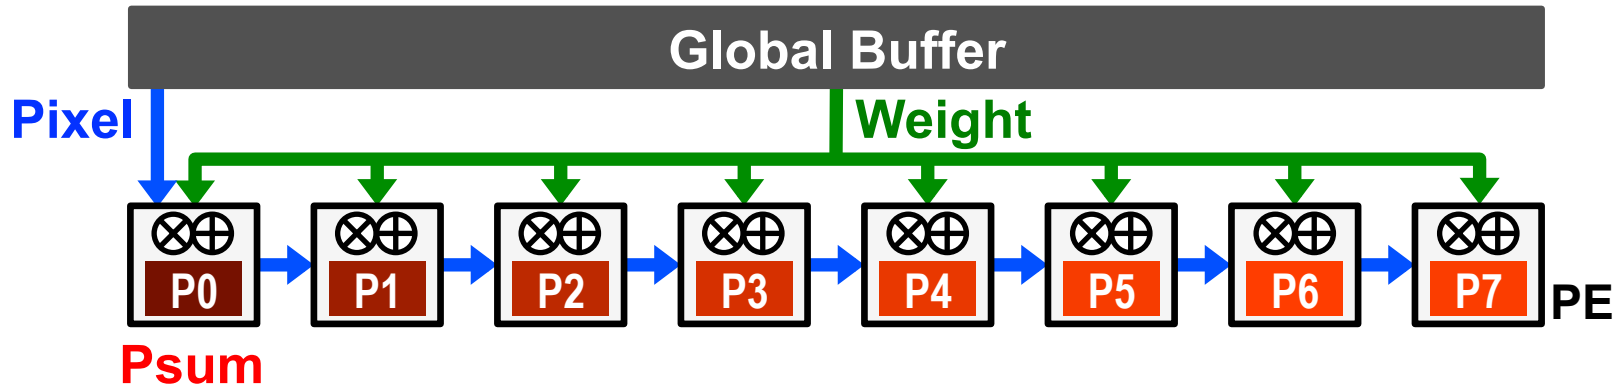 Global Buffer
Pixel
Weight
P0
P1
P2
P3
P4
P5
P6
P7
PE
Psum